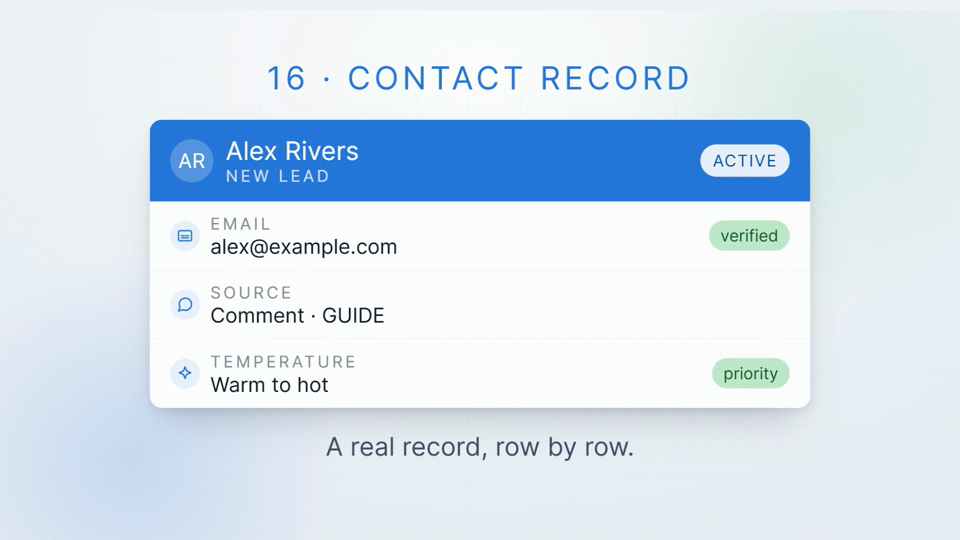 16 · CONTACT RECORD
AR
Alex Rivers
NEW LEAD
ACTIVE
EMAIL
alex@example.com
verified
SOURCE
Comment · GUIDE
TEMPERATURE
Warm to hot
priority
A real record, row by row.